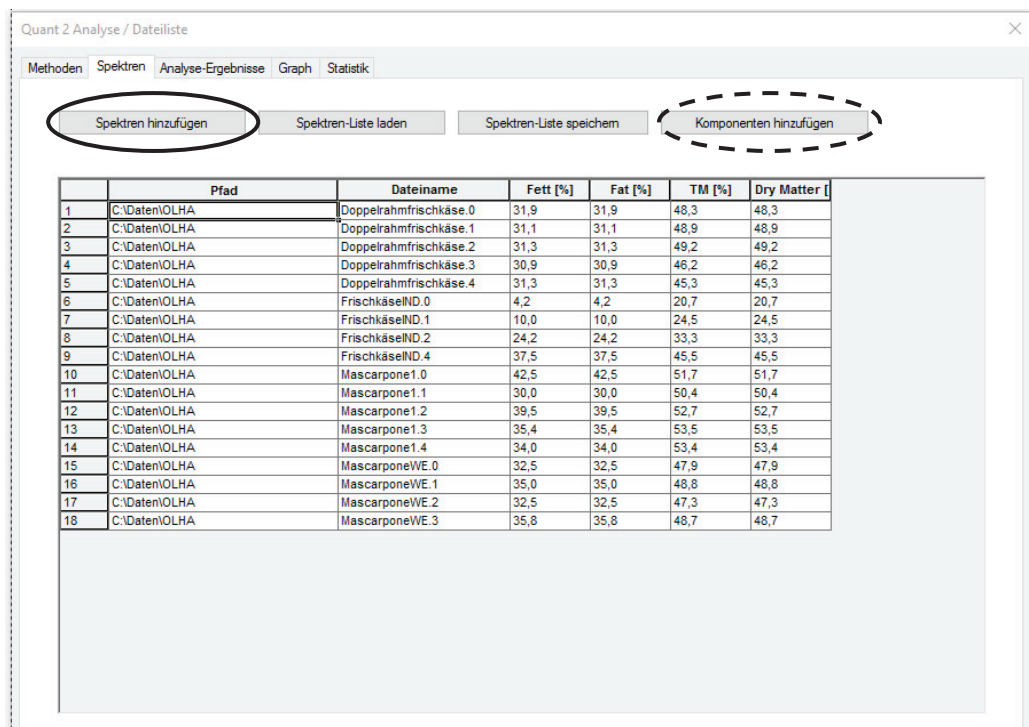 Quant 2 Analyse / Dateiliste
Methoden Spektren Analyse-Ergebnisse Graph Statistik
Spektren hinzufügen Spektren-Liste laden Spektren-Liste speichern Komponenten hinzufügen
Pfad Dateiname Fett [%] Fat [%] TM [%] Dry Matter [
1 C:\Daten\OLHA Doppelrahmfrischkäse.0 31,9 31,9 48,3 48,3
2 C:\Daten\OLHA Doppelrahmfrischkäse.1 31,1 31,1 48,9 48,9
3 C:\Daten\OLHA Doppelrahmfrischkäse.2 31,3 31,3 49,2 49,2
4 C:\Daten\OLHA Doppelrahmfrischkäse.3 30,9 30,9 46,2 46,2
5 C:\Daten\OLHA Doppelrahmfrischkäse.4 31,3 31,3 45,3 45,3
6 C:\Daten\OLHA FrischkäseIND.0 4,2 4,2 20,7 20,7
7 C:\Daten\OLHA FrischkäseIND.1 10,0 10,0 24,5 24,5
8 C:\Daten\OLHA FrischkäseIND.2 24,2 24,2 33,3 33,3
9 C:\Daten\OLHA FrischkäseIND.4 37,5 37,5 45,5 45,5
10 C:\Daten\OLHA Mascarpone1.0 42,5 42,5 51,7 51,7
11 C:\Daten\OLHA Mascarpone1.1 30,0 30,0 50,4 50,4
12 C:\Daten\OLHA Mascarpone1.2 39,5 39,5 52,7 52,7
13 C:\Daten\OLHA Mascarpone1.3 35,4 35,4 53,5 53,5
14 C:\Daten\OLHA Mascarpone1.4 34,0 34,0 53,4 53,4
15 C:\Daten\OLHA MascarponeWE.0 32,5 32,5 47,9 47,9
16 C:\Daten\OLHA MascarponeWE.1 35,0 35,0 48,8 48,8
17 C:\Daten\OLHA MascarponeWE.2 32,5 32,5 47,3 47,3
18 C:\Daten\OLHA MascarponeWE.3 35,8 35,8 48,7 48,7